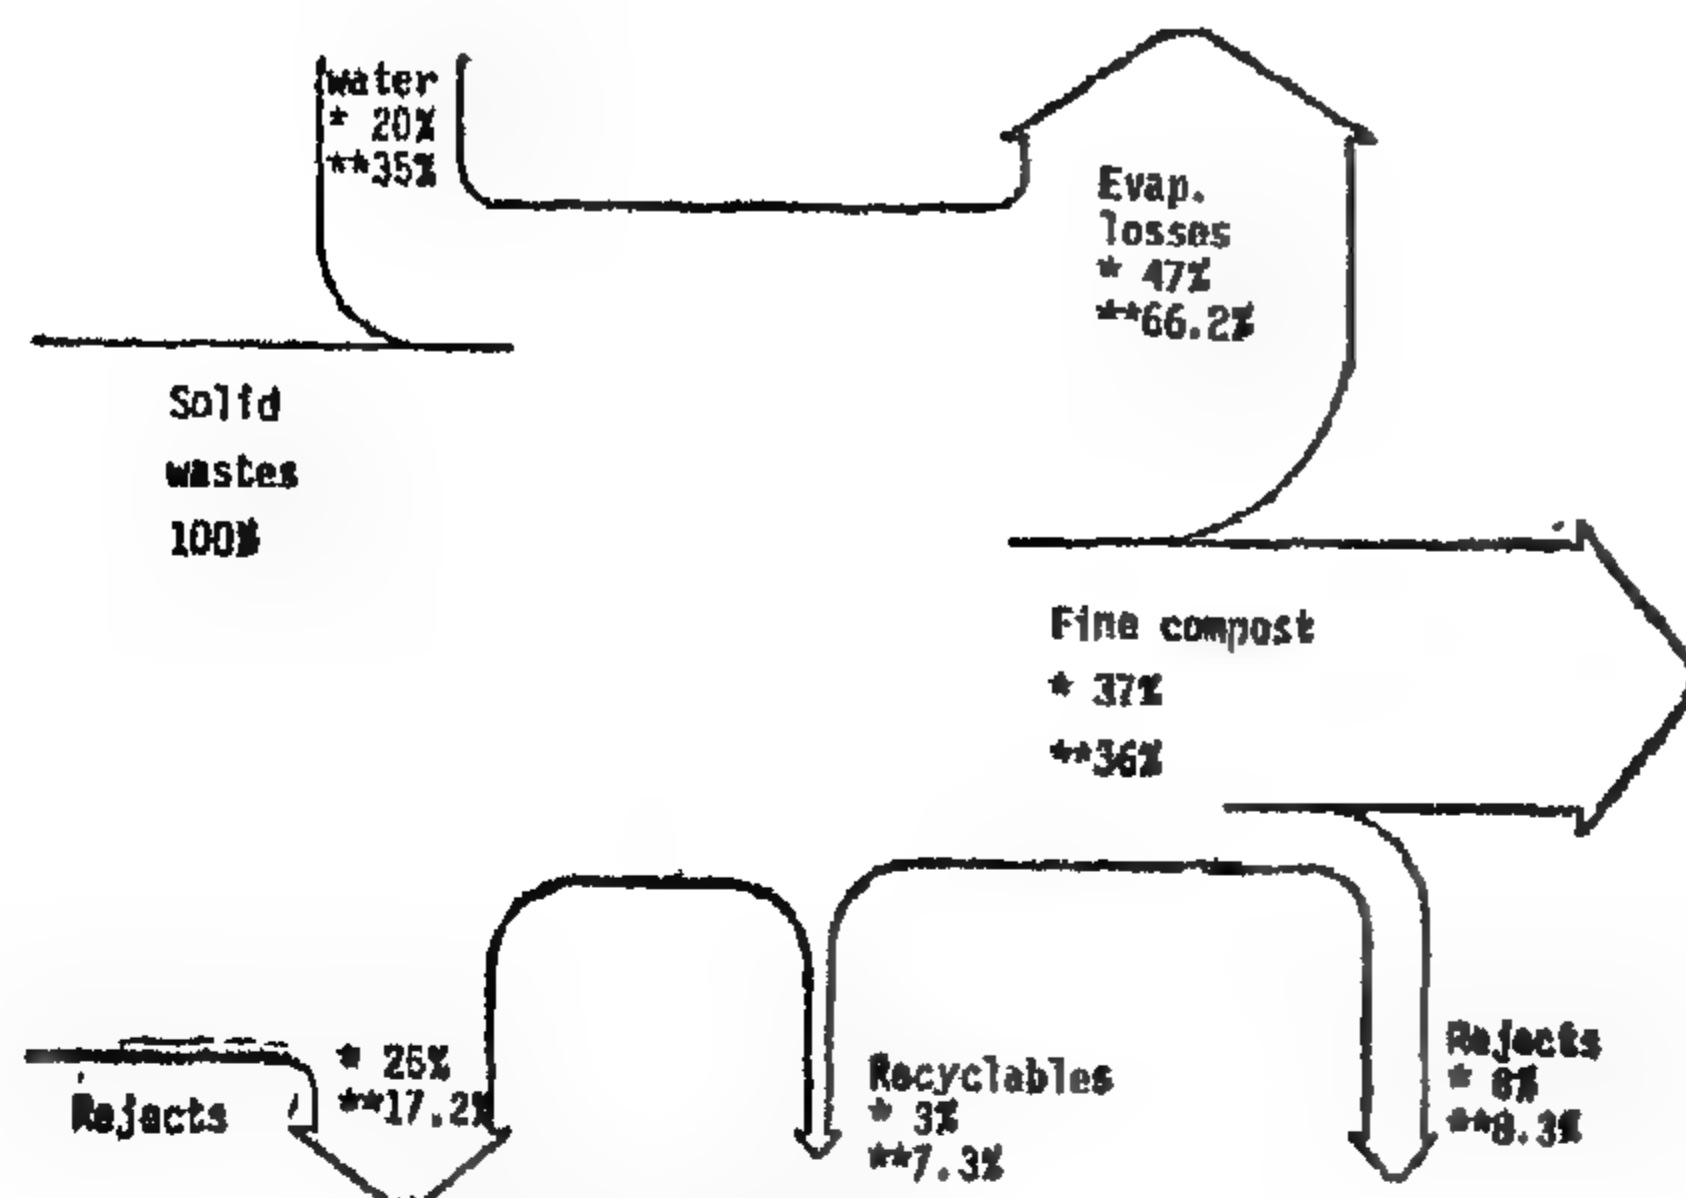 water
* 20%
**35%
Evap.
losses
* 47%
**66.2%
Solid
wastes
100%
Fine compost
* 37%
**36%
Rejects
* 25%
**17.2%
Recyclables
* 3%
**7.3%
Rejects
* 8%
**8.3%